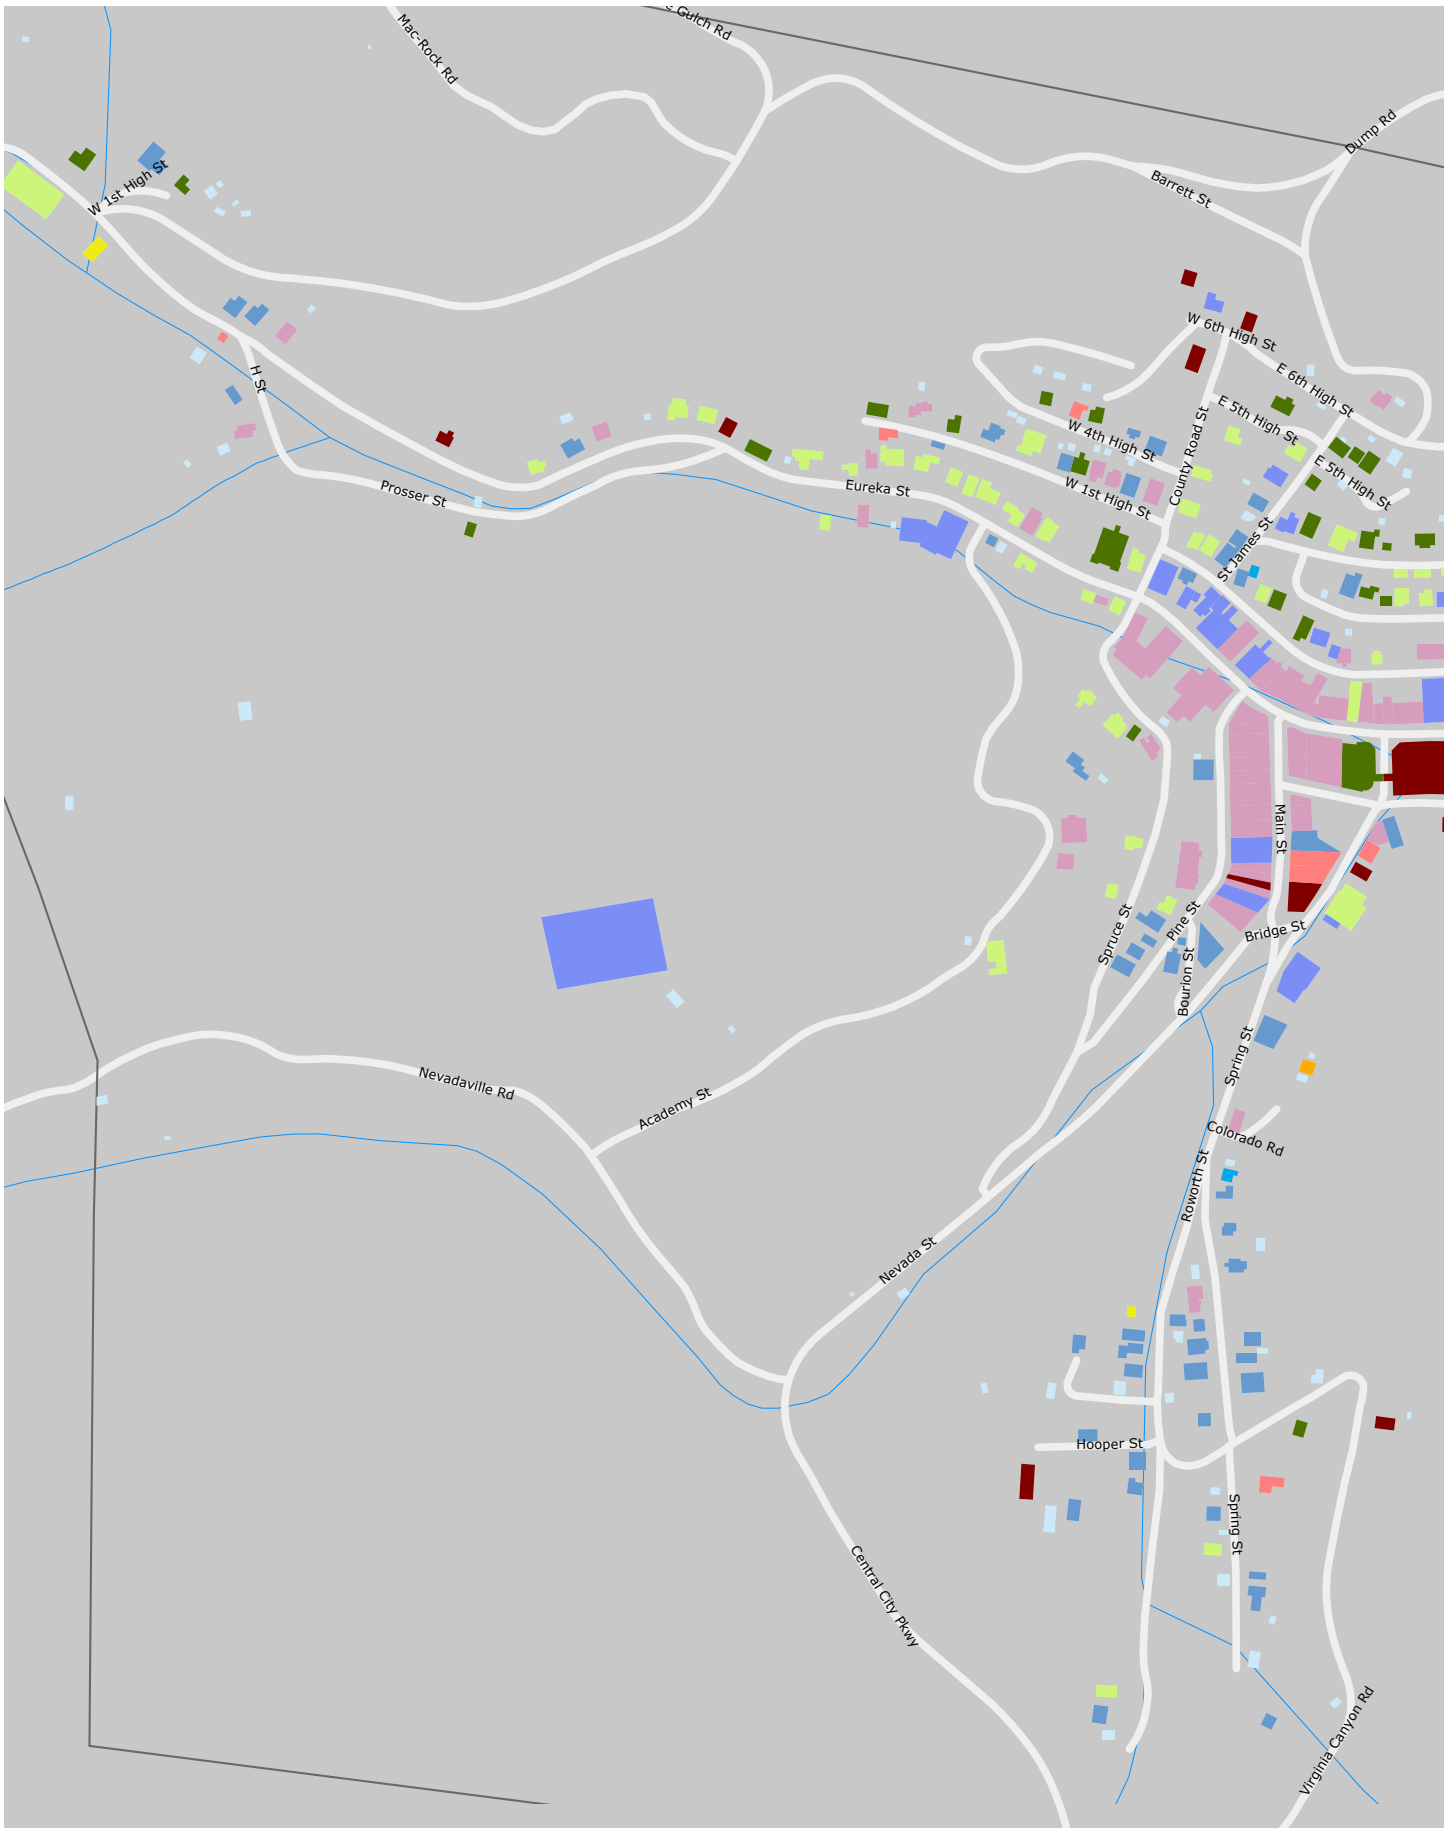 Gulch Rd
Mac-Rock Rd
Dump Rd
Barrett St
W 1st High St
W 6th High St
H St
E 6th High St
E 5th High St
County Road St
W 4th High St
E 5th High St
Prosser St
Eureka St
W 1st High St
St James St
Main St
Spruce St
Pine St
Bridge St
Bourion St
Spring St
Nevadaville Rd
Academy St
Colorado Rd
Roworth St
Nevada St
Hooper St
Spring St
Central City Pkwy
Virginia Canyon Rd